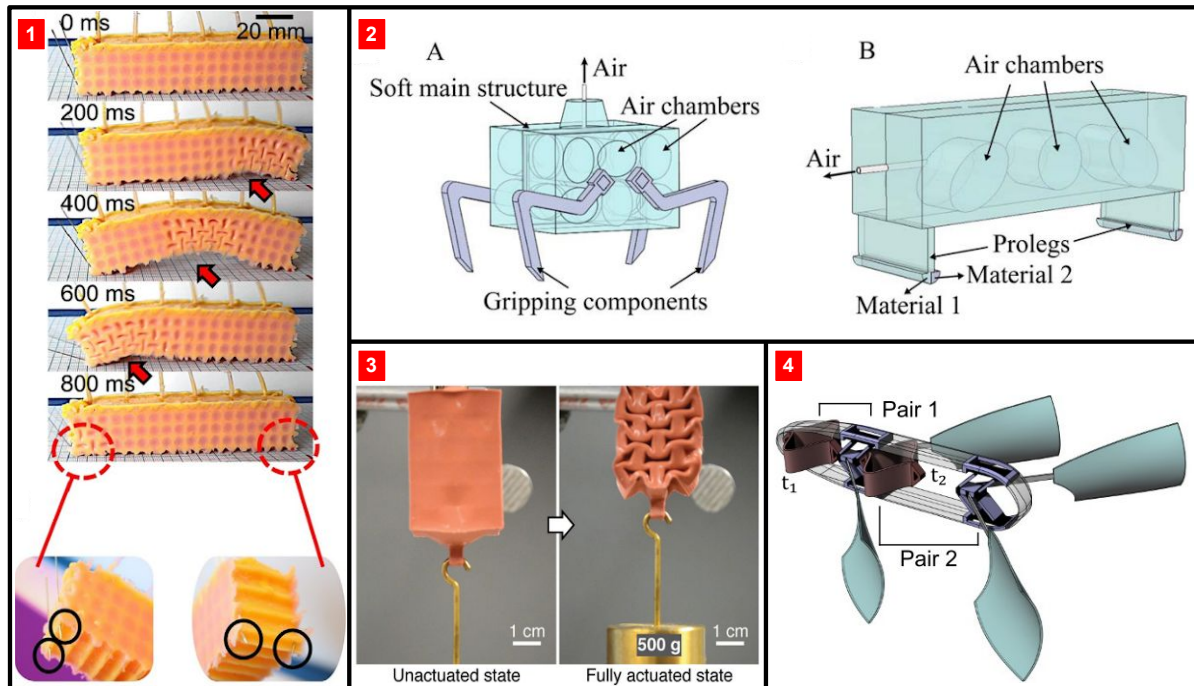 1
0 ms
20 mm
200 ms
400 ms
600 ms
800 ms
2
A
Air
Soft main structure
Air chambers
Gripping components
B
Air chambers
Air
Prolegs
Material 2
Material 1
3
1 cm
Unactuated state
500 g
1 cm
Fully actuated state
4
Pair 1
t₁
t₂
Pair 2